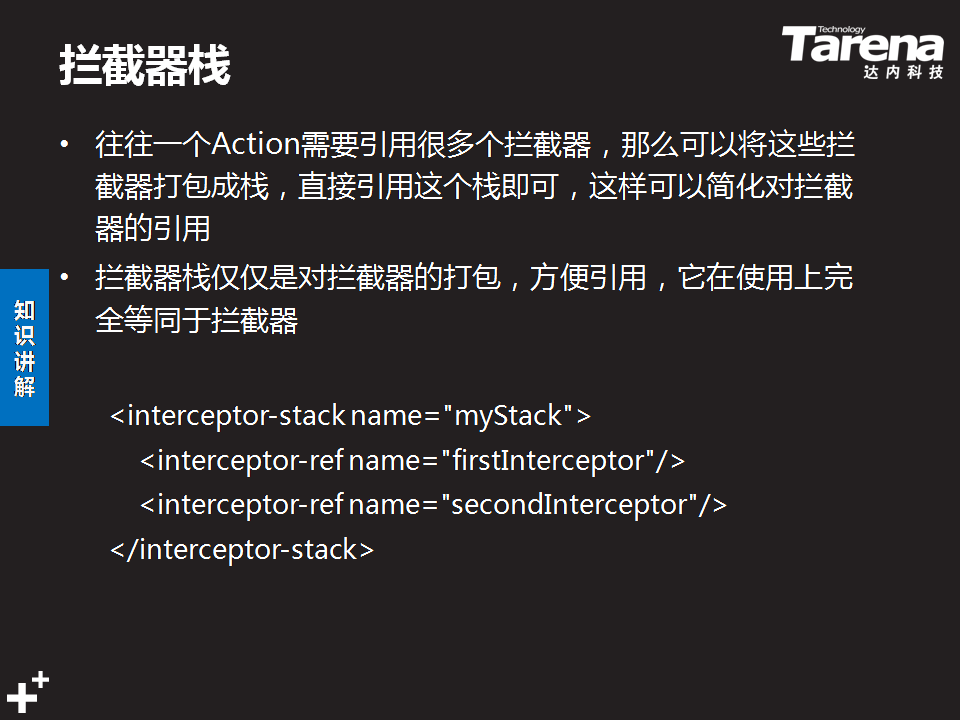 拦截器栈
Technology
Tarena
达内科技
• 往往一个Action需要引用很多个拦截器，那么可以将这些拦
截器打包成栈，直接引用这个栈即可，这样可以简化对拦截
器的引用
• 拦截器栈仅仅是对拦截器的打包，方便引用，它在使用上完
全等同于拦截器
知识讲解
<interceptor-stack name="myStack">
<interceptor-ref name="firstInterceptor"/>
<interceptor-ref name="secondInterceptor"/>
</interceptor-stack>